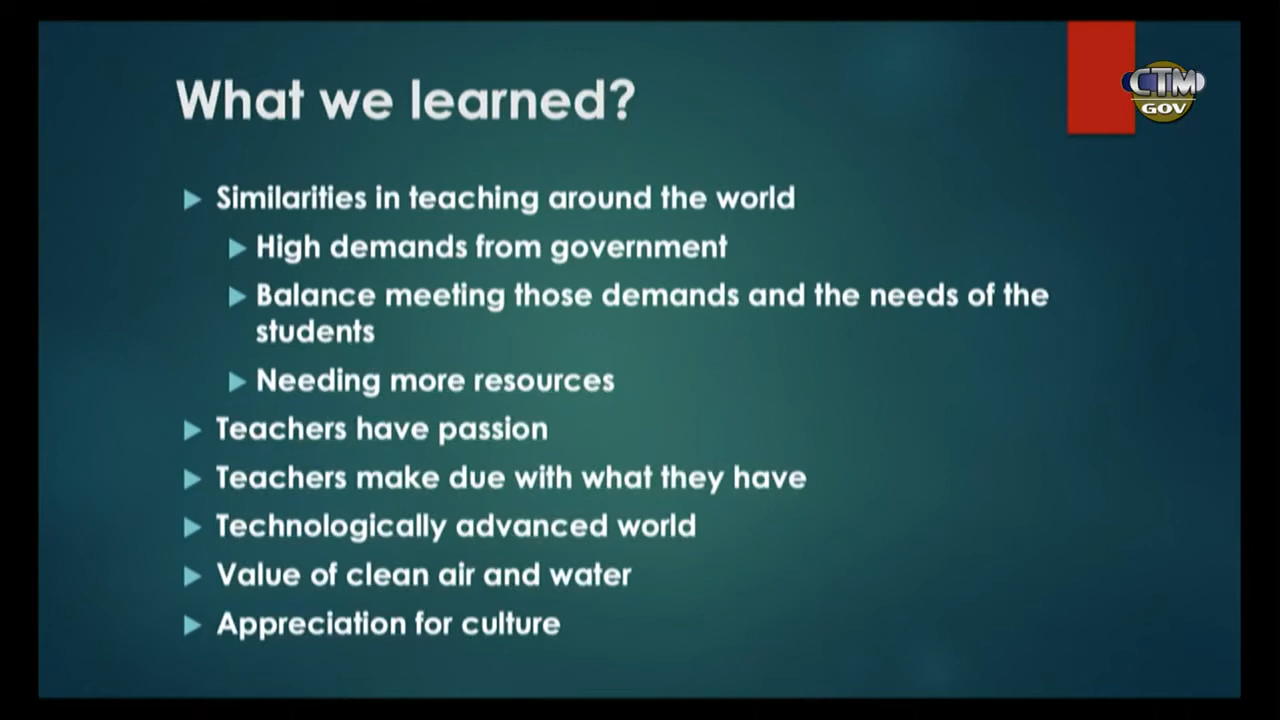 What we learned?
CTM
GOV
Similarities in teaching around the world
High demands from government
Balance meeting those demands and the needs of the
students
Needing more resources
Teachers have passion
Teachers make due with what they have
Technologically advanced world
Value of clean air and water
Appreciation for culture